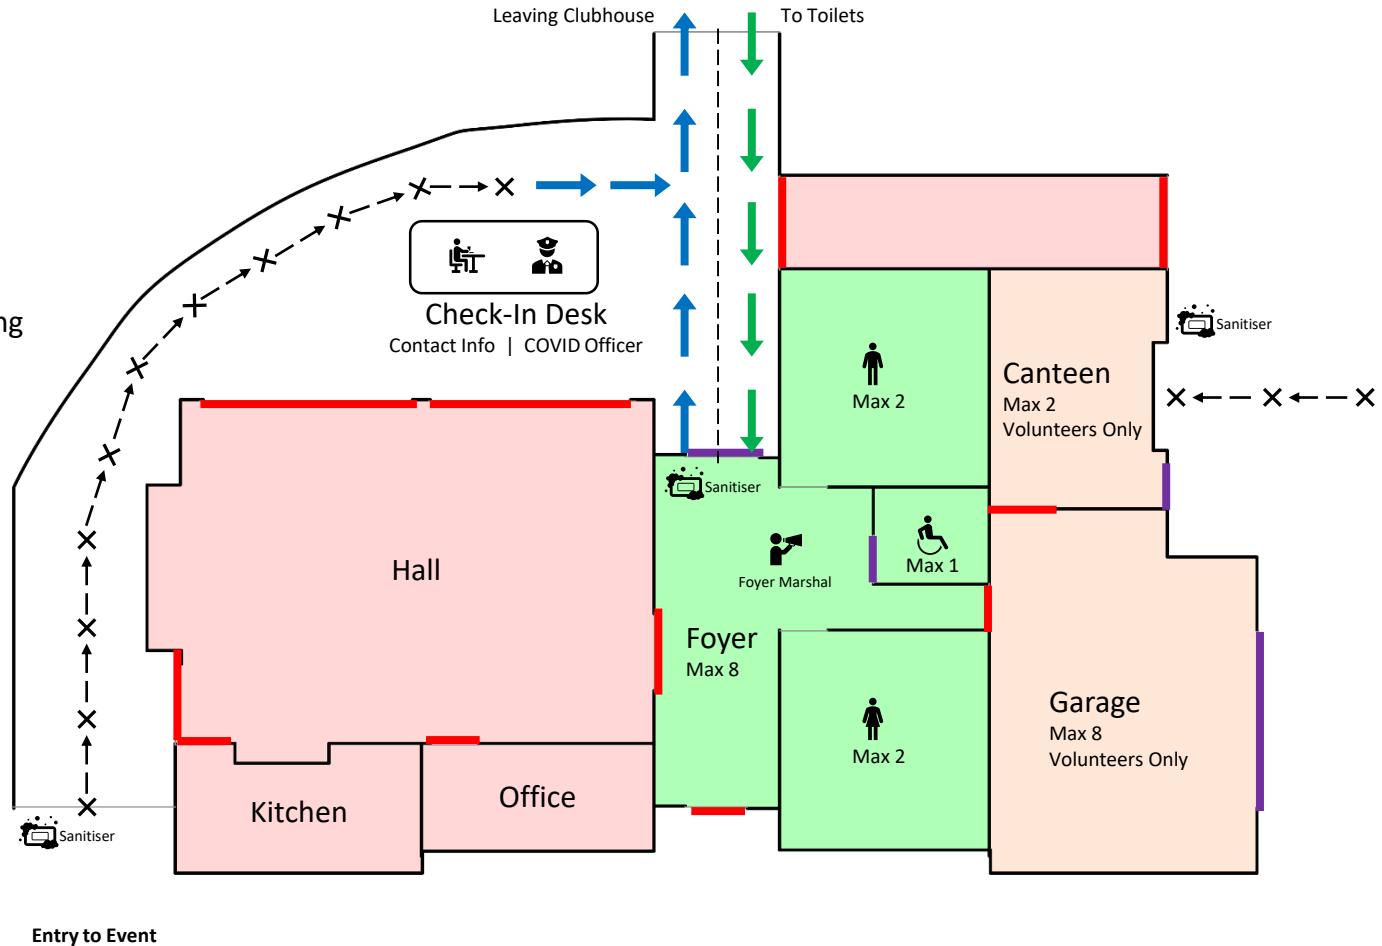 Leaving Clubhouse
To Toilets
ng
Check-In Desk
Contact Info | COVID Officer
Sanitiser
Max 2
Canteen
Max 2
Volunteers Only
Sanitiser
Hall
Max 1
Foyer Marshal
Foyer
Max 8
Garage
Max 8
Volunteers Only
Max 2
Kitchen
Office
Sanitiser
Entry to Event